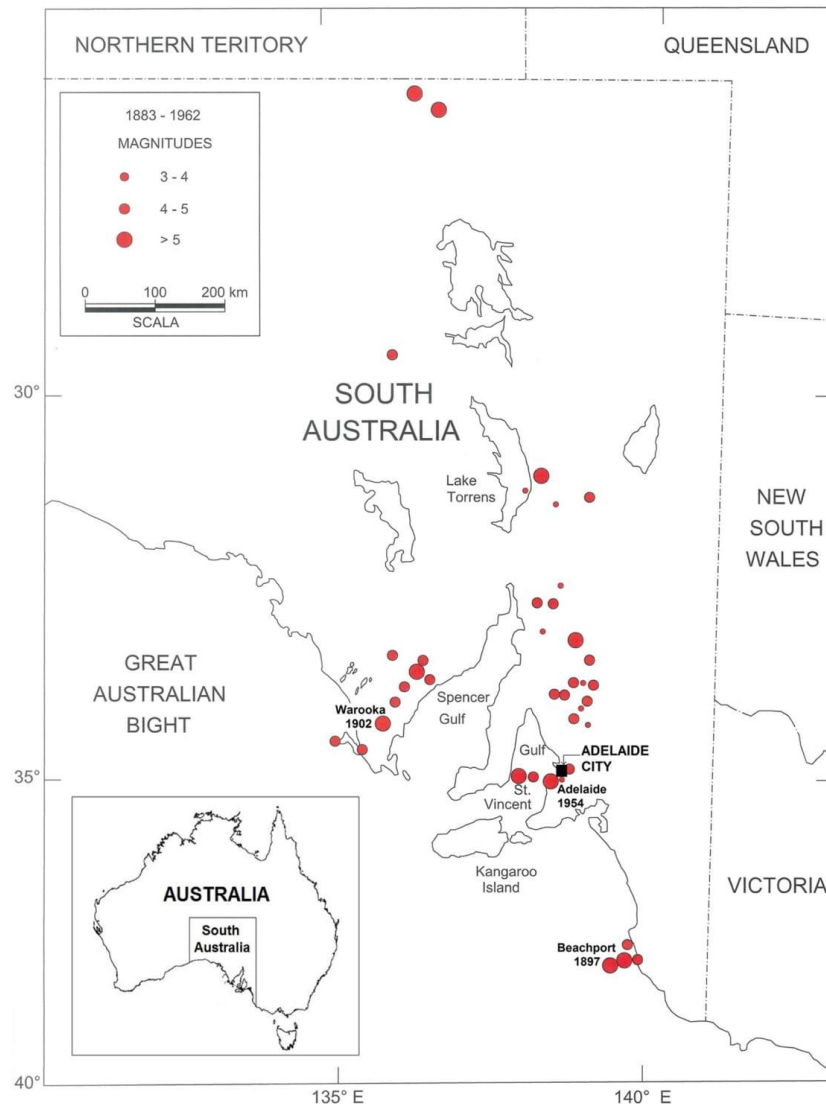 NORTHERN TERITORY
QUEENSLAND
1883 - 1962
MAGNITUDES
3 - 4
4 - 5
> 5
0 100 200 km
SCALA
30°
SOUTH
AUSTRALIA
Lake
Torrens
NEW
SOUTH
WALES
GREAT
AUSTRALIAN
BIGHT
Spencer
Gulf
Warooka
1902
Gulf
St.
Vincent
ADELAIDE
CITY
Adelaide
1954
35°
Kangaroo
Island
VICTORIA
AUSTRALIA
South
Australia
Beachport
1897
40°
135° E
140° E